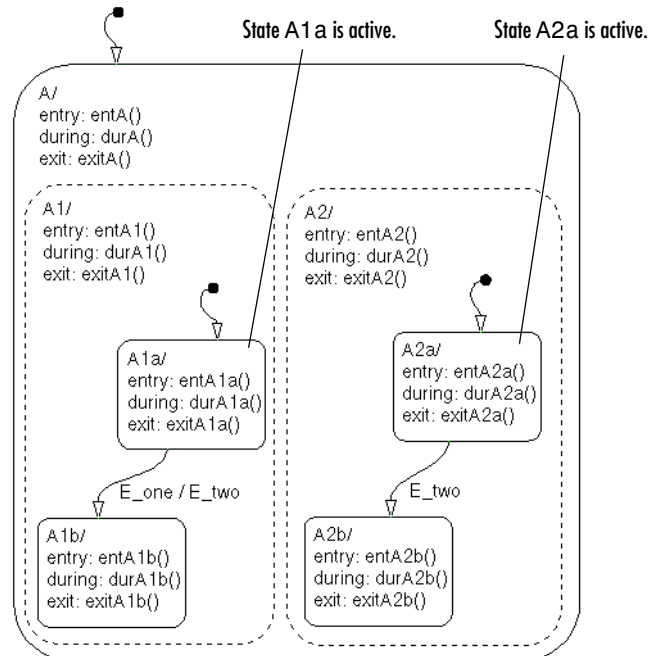 State A1a is active.
State A2a is active.
A/
entry: entA()
during: durA()
exit: exitA()
A1/
entry: entA1()
during: durA1()
exit: exitA1()
A2/
entry: entA2()
during: durA2()
exit: exitA2()
A1a/
entry: entA1a()
during: durA1a()
exit: exitA1a()
A2a/
entry: entA2a()
during: durA2a()
exit: exitA2a()
E_one / E_two
E_two
A1b/
entry: entA1b()
during: durA1b()
exit: exitA1b()
A2b/
entry: entA2b()
during: durA2b()
exit: exitA2b()